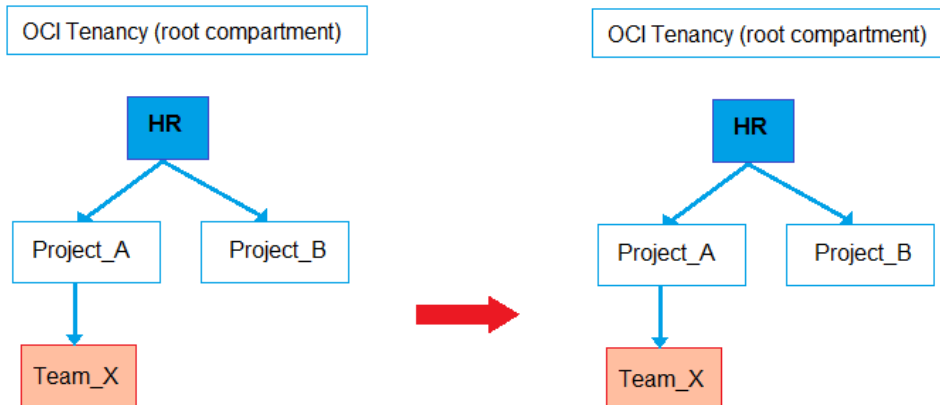 OCI Tenancy (root compartment)
HR
Project_A
Project_B
Team_X
OCI Tenancy (root compartment)
HR
Project_A
Project_B
Team_X